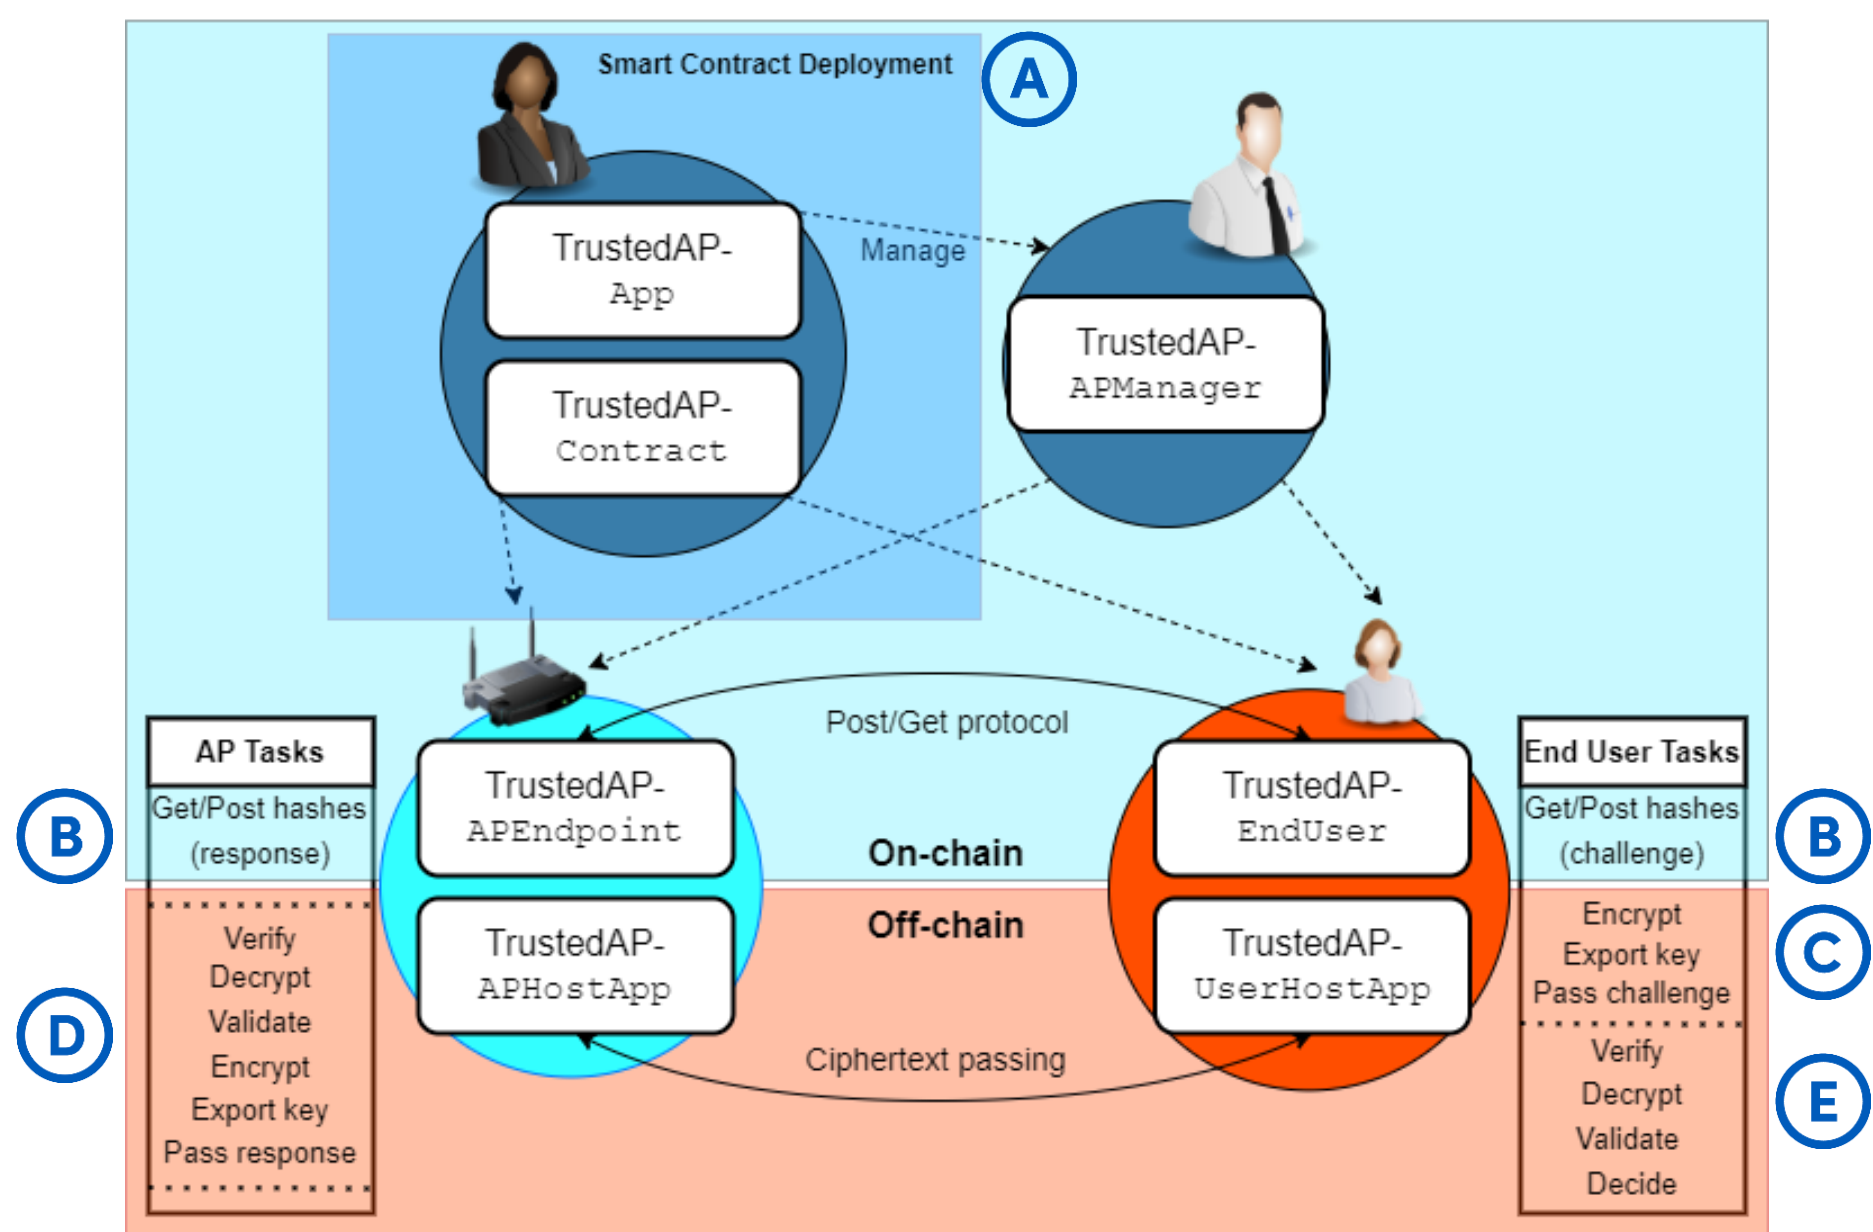 Smart Contract Deployment
A
TrustedAP-
App
Manage
TrustedAP-
APManager
TrustedAP-
Contract
Post/Get protocol
AP Tasks
Get/Post hashes
(response)
B
TrustedAP-
APEndpoint
On-chain
TrustedAP-
EndUser
End User Tasks
Get/Post hashes
(challenge)
B
Off-chain
Verify
Decrypt
Validate
Encrypt
Export key
Pass response
D
TrustedAP-
APHostApp
Ciphertext passing
TrustedAP-
UserHostApp
Encrypt
Export key
Pass challenge
C
Verify
Decrypt
Validate
Decide
E